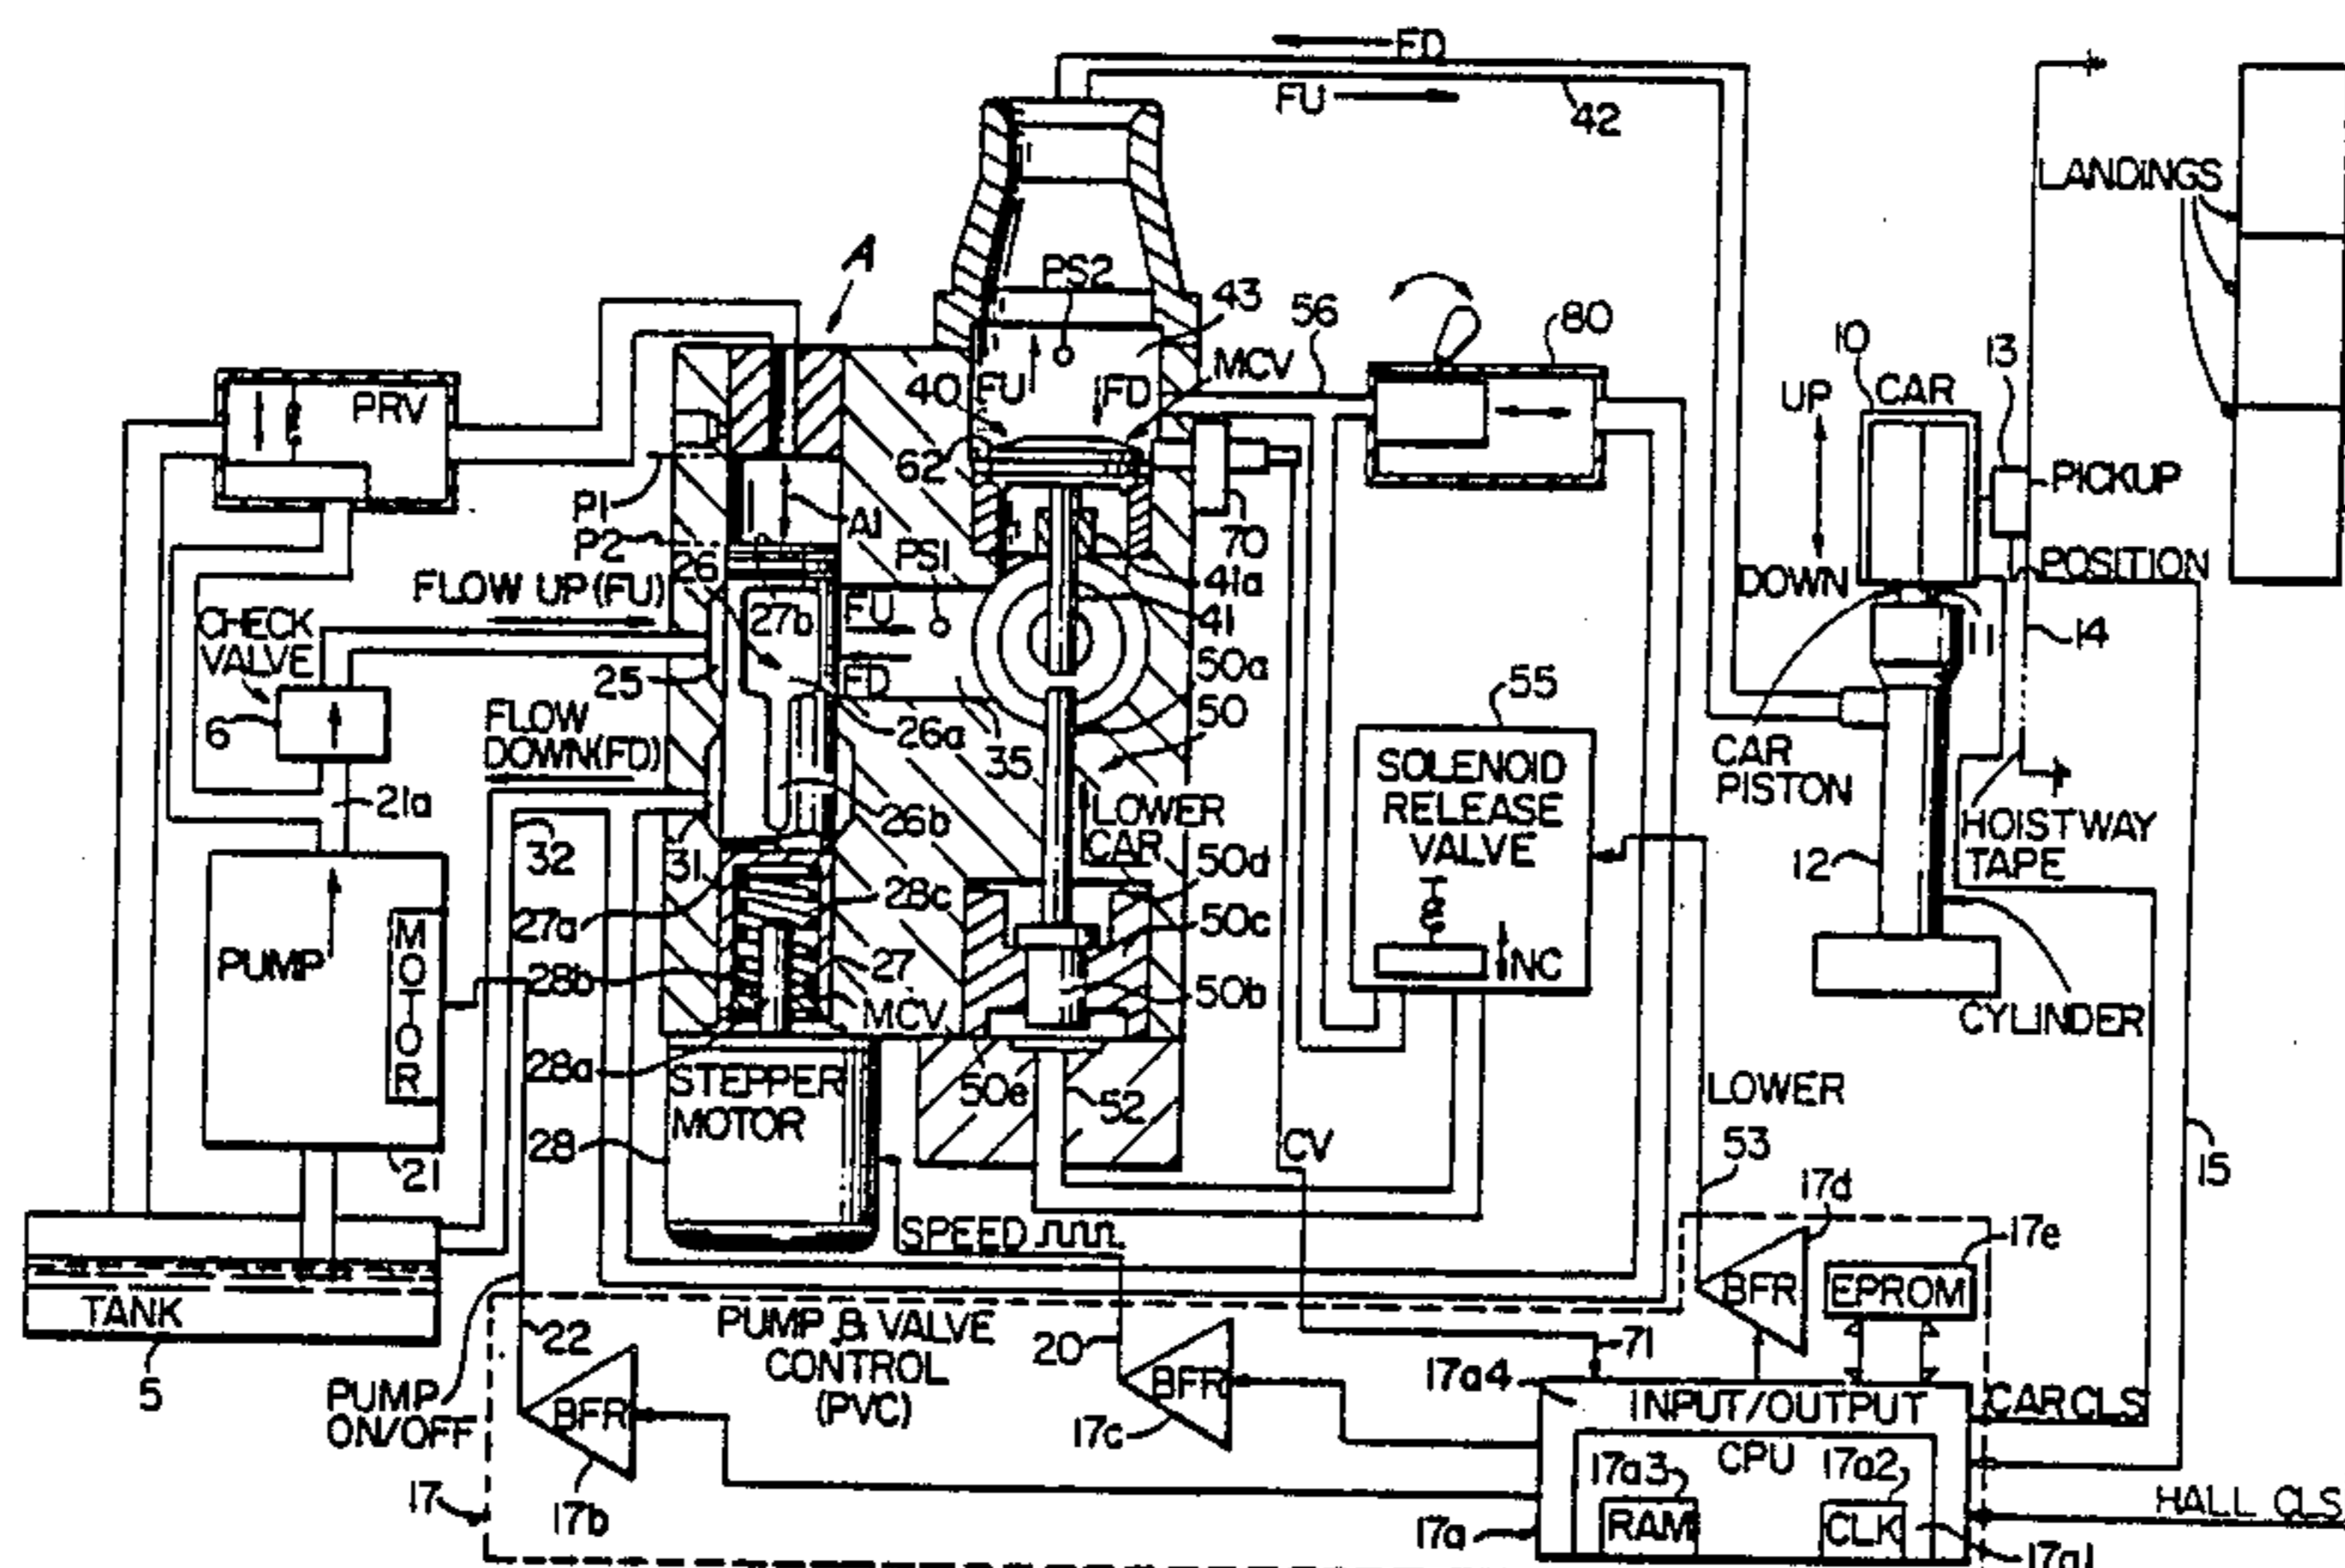 FD
FU
42
LANDINGS
A
PS2
43
56
80
10
CAR
13
PRV
40
FU
FD
MCV
UP
62
PICKUP
P1
A1
P2
PS1
70
POSITION
26
41a
DOWN
FLOW UP (FU)
27b
FU
41
11
14
CHECK
VALVE
25
FD
50a
6
FLOW
DOWN(FD)
26a
35
50
55
CAR
PISTON
21a
26b
LOWER
CAR
SOLENOID
RELEASE
VALVE
HOISTWAY
TAPE
32
31
12
50d
28c
27a
50c
MOTOR
PUMP
28b
27
NC
MCV
50b
CYLINDER
28a
STEPPER
MOTOR
50e
52
LOWER
28
CV
53
15
21
17d
SPEED
17e
TANK
BFR
EPROM
22
PUMP & VALVE
CONTROL
(PVC)
20
71
5
PUMP
ON/OFF
BFR
BFR
17a4
INPUT/OUTPUT
CAR CLS
17c
CPU
17a3
17a2
17
17b
17a
RAM
CLK
HALL CLS
17a1